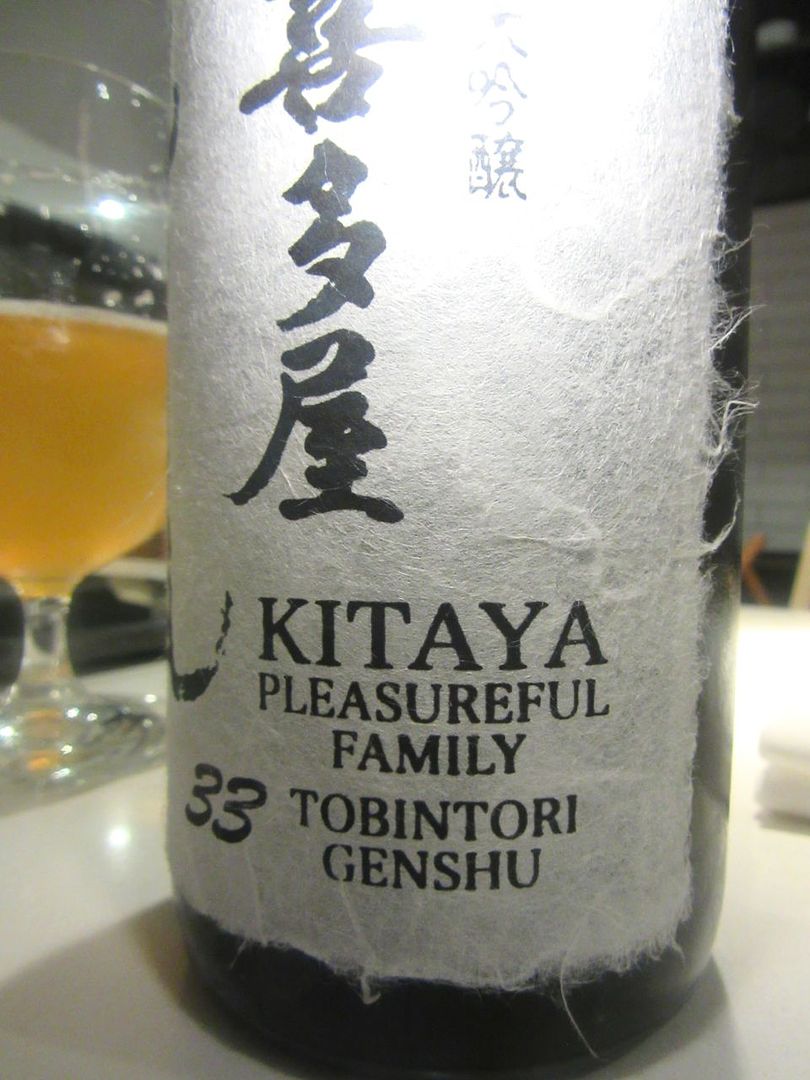 大吟醸
喜多屋
KITAYA
PLEASUREFUL
FAMILY
33 TOBINTORI
GENSHU